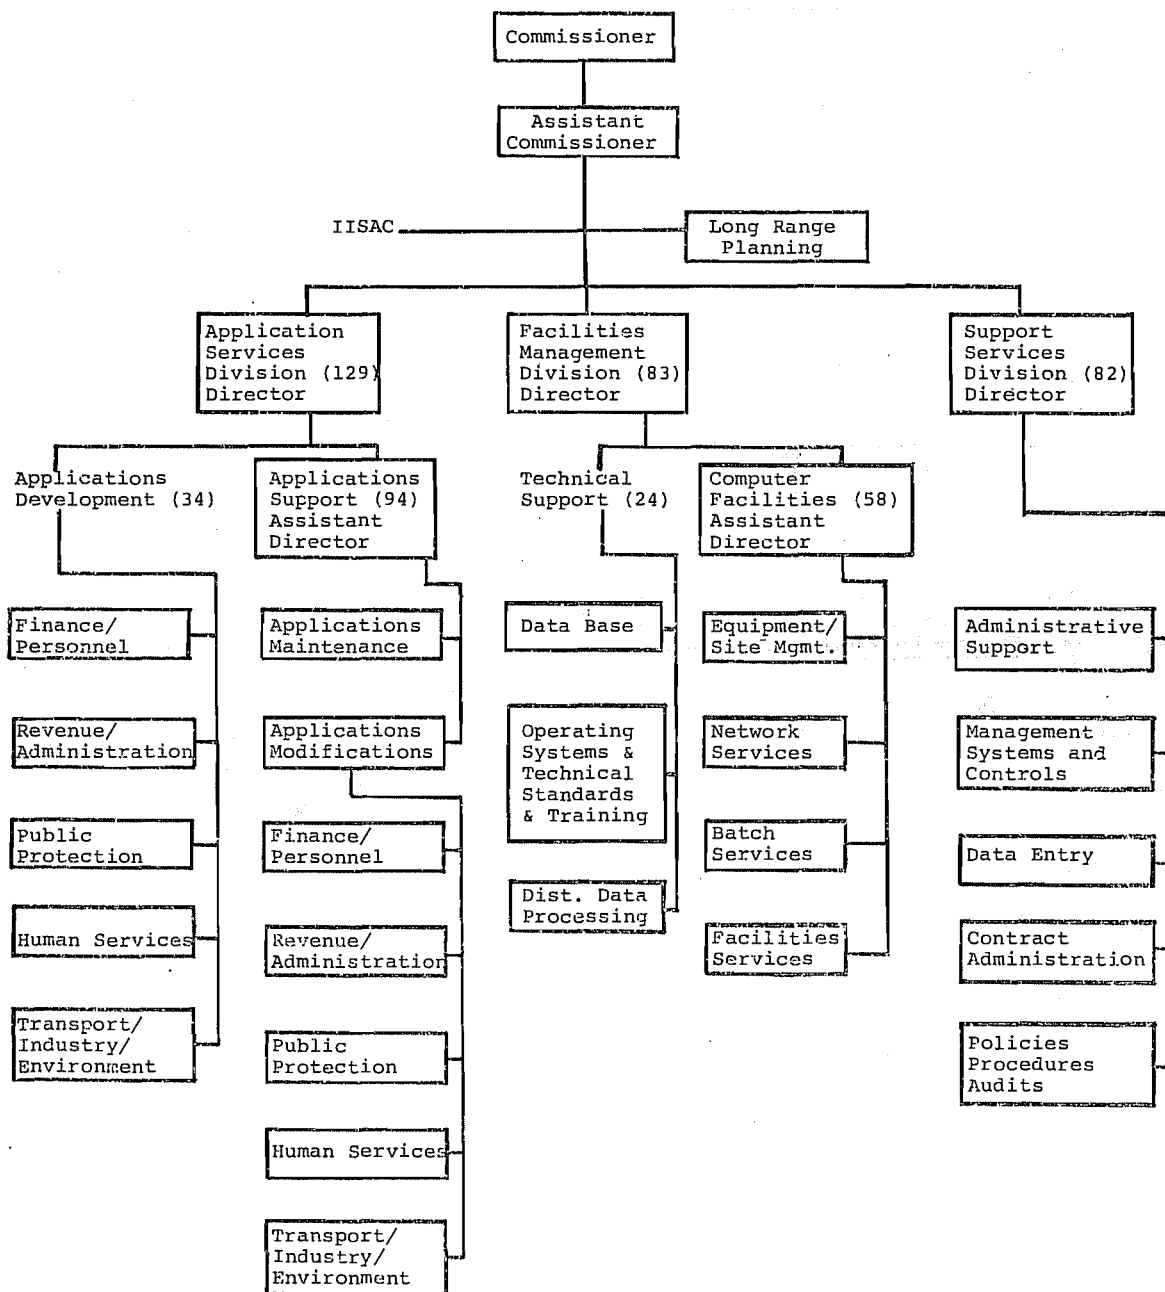 Commissioner
Assistant
Commissioner
IISAC
Long Range
Planning
Application
Services
Division (129)
Director
Facilities
Management
Division (83)
Director
Support
Services
Division (82)
Director
Applications
Development (34)
Applications
Support (94)
Assistant
Director
Technical
Support (24)
Computer
Facilities (58)
Assistant
Director
Finance/
Personnel
Revenue/
Administration
Public
Protection
Human Services
Transport/
Industry/
Environment
Applications
Maintenance
Applications
Modifications
Finance/
Personnel
Revenue/
Administration
Public
Protection
Human Services
Transport/
Industry/
Environment
Data Base
Operating
Systems &
Technical
Standards
& Training
Dist. Data
Processing
Equipment/
Site Mgmt.
Network
Services
Batch
Services
Facilities
Services
Administrative
Support
Management
Systems and
Controls
Data Entry
Contract
Administration
Policies
Procedures
Audits